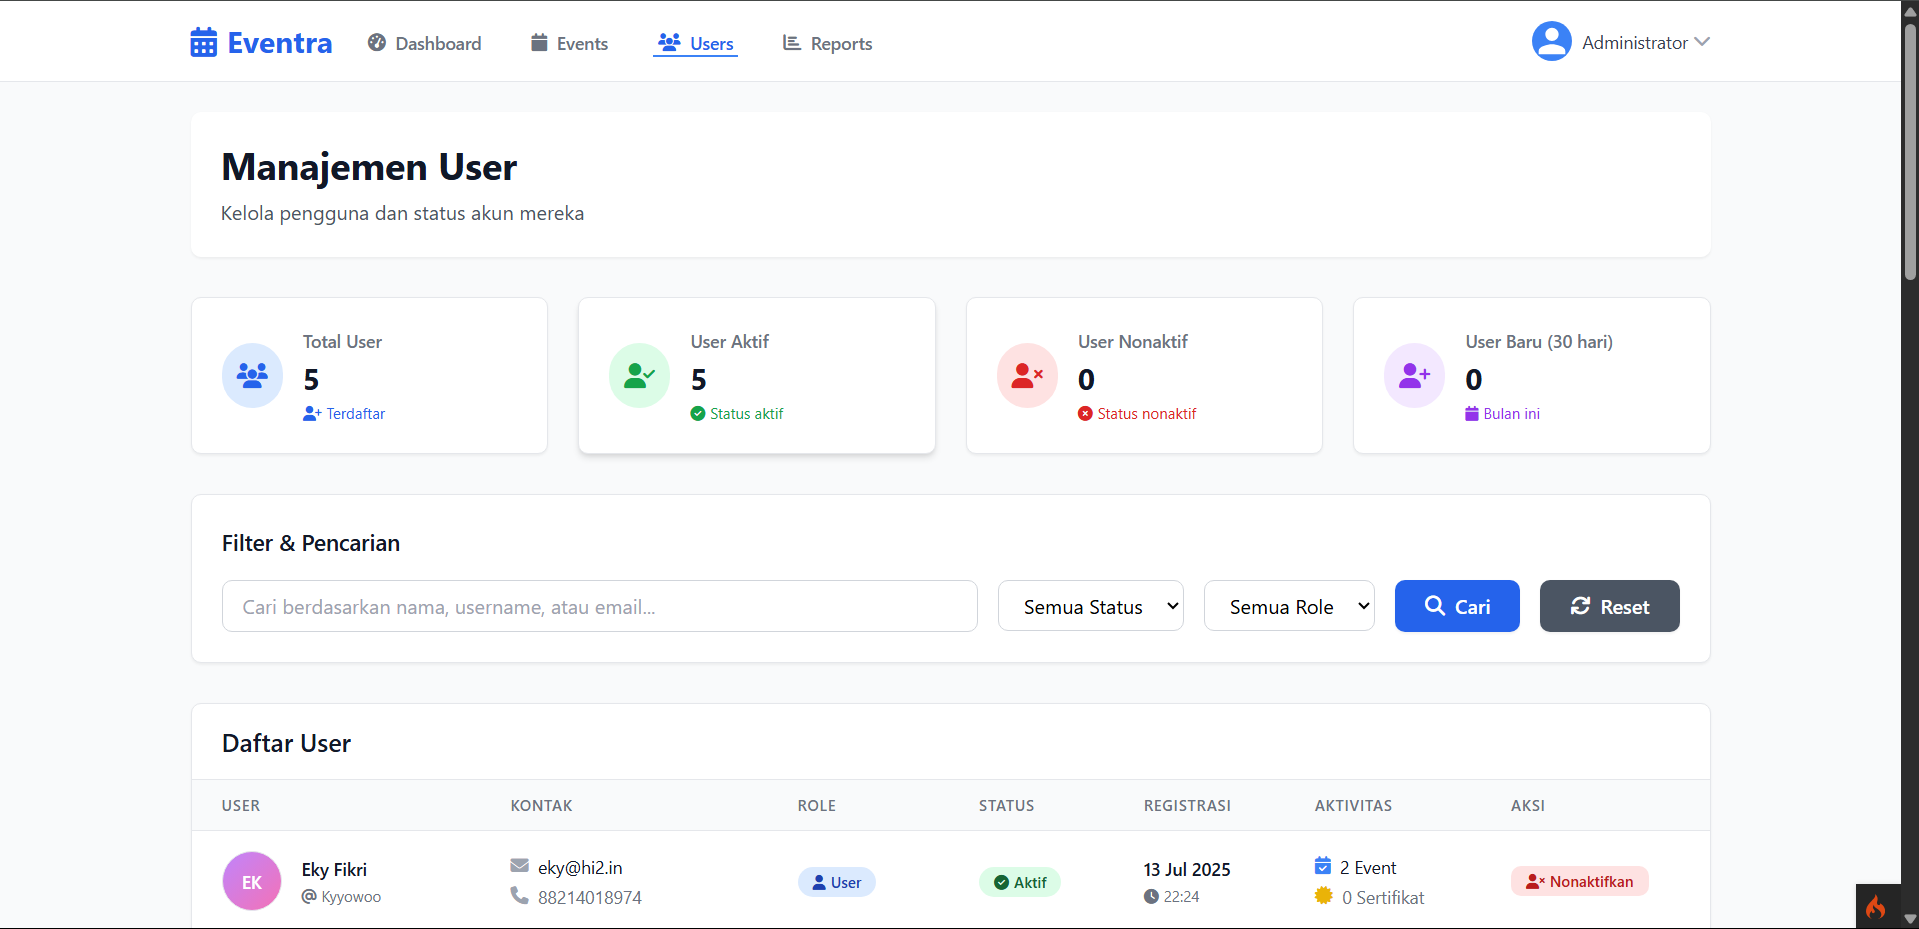 Eventra
Dashboard
Events
Users
Reports
Administrator
Manajemen User
Kelola pengguna dan status akun mereka
Total User
5
Terdaftar
User Aktif
5
Status aktif
User Nonaktif
0
Status nonaktif
User Baru (30 hari)
0
Bulan ini
Filter & Pencarian
Cari berdasarkan nama, username, atau email...
Semua Status
Semua Role
Cari
Reset
Daftar User
USER KONTAK ROLE STATUS REGISTRASI AKTIVITAS AKSI
EK
Eky Fikri
@ Kyyowoo
eky@hi2.in
88214018974
User
Aktif
13 Jul 2025
22:24
2 Event
0 Sertifikat
Nonaktifkan